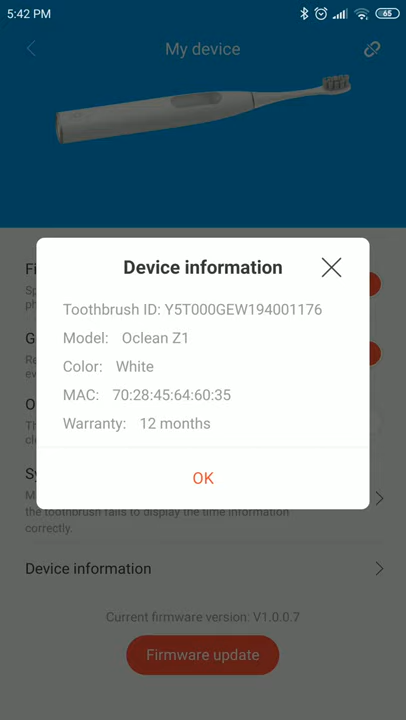 5:42 PM
65
My device
Device information
Toothbrush ID: Y5T000GEW194001176
Model: Oclean Z1
Color: White
MAC: 70:28:45:64:60:35
Warranty: 12 months
OK
the toothbrush fails to display the time information
correctly.
Device information
Current firmware version: V1.0.0.7
Firmware update